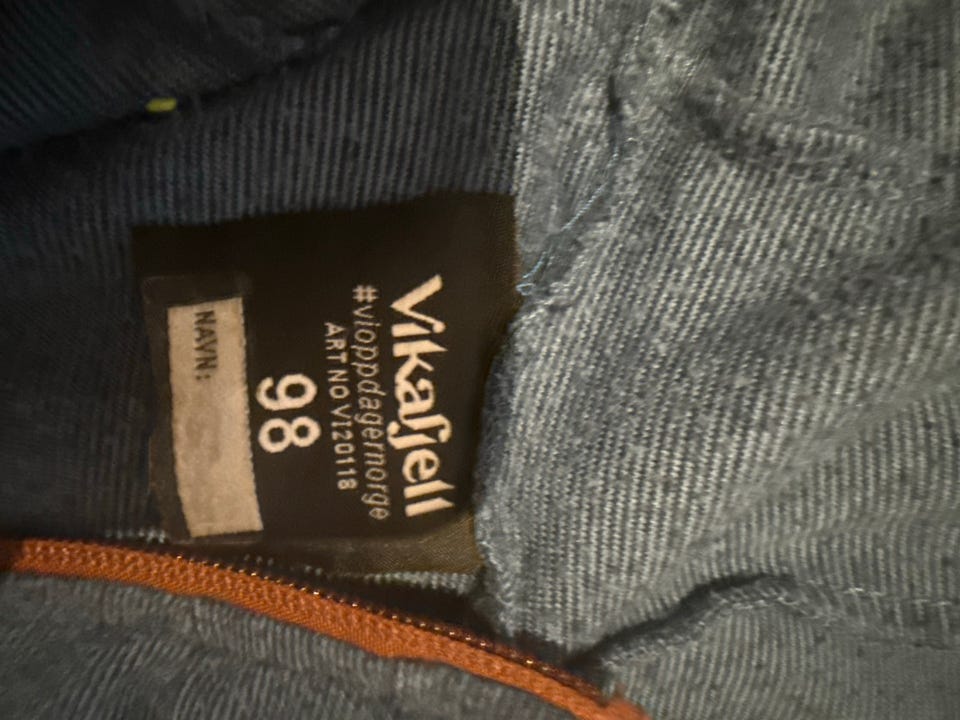 Vikafjell
#vioppdagernorge
ART NO VI20118
98
NAVN: